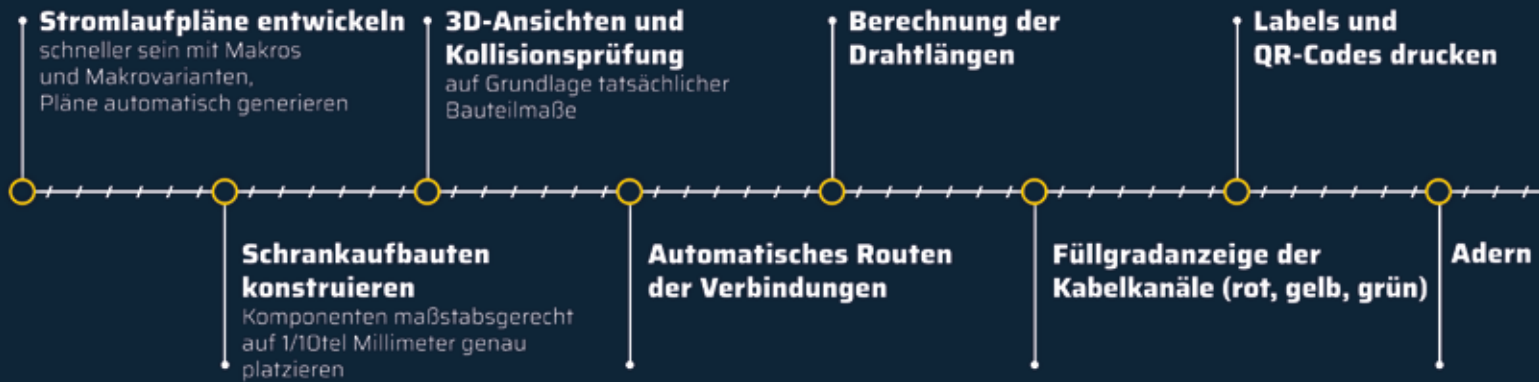 Stromlaufpläne entwickeln
schneller sein mit Makros
und Makrovarianten,
Pläne automatisch generieren
3D-Ansichten und
Kollisionsprüfung
auf Grundlage tatsächlicher
Bauteilmaße
Berechnung der
Drahtlängen
Labels und
QR-Codes drucken
Schrankaufbauten
konstruieren
Komponenten maßstabsgerecht
auf 1/10tel Millimeter genau
platzieren
Automatisches Routen
der Verbindungen
Füllgradanzeige der
Kabelkanäle (rot, gelb, grün)
Adern